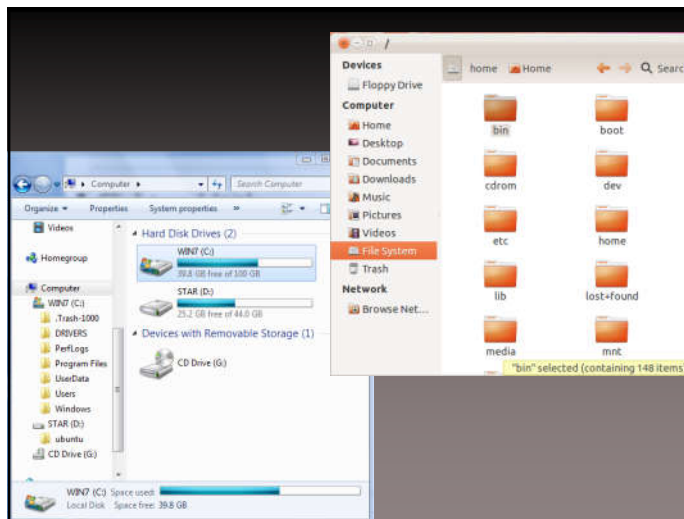 /
Devices
Floppy Drive
Computer
Home
Desktop
Documents
Downloads
Music
Pictures
Videos
File System
Trash
Network
Browse Net...
home Home Searc
bin boot
cdrom dev
etc home
lib lost+found
media mnt
"bin" selected (containing 148 items)
Computer
Search Computer
Organize Properties System properties »
Videos
Homegroup
Computer
WIN7 (C:)
.Trash-1000
DRIVERS
PerfLogs
Program Files
UserData
Users
Windows
STAR (D:)
ubuntu
CD Drive (G:)
Hard Disk Drives (2)
WIN7 (C:)
39.8 GB free of 100 GB
STAR (D:)
25.2 GB free of 44.0 GB
Devices with Removable Storage (1)
CD Drive (G:)
WIN7 (C:) Space used:
Local Disk Space free: 39.8 GB